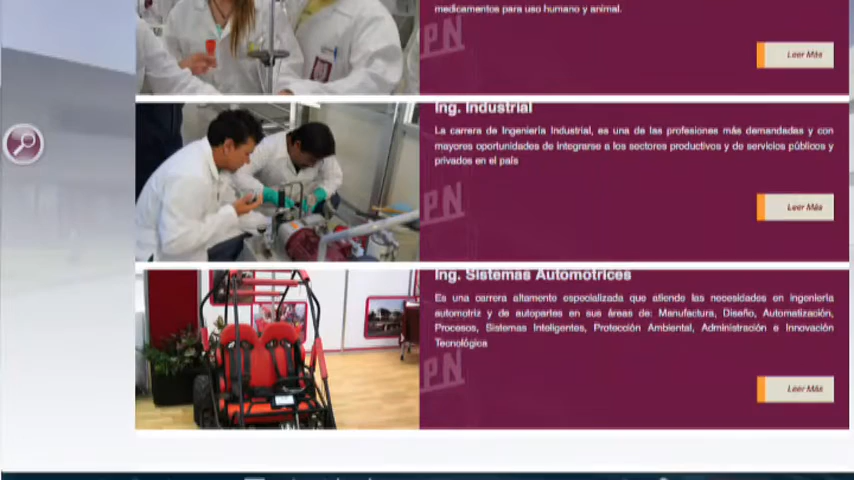 medicamentos para uso humano y animal.
Leer Más
Ing. Industrial
La carrera de Ingeniería Industrial, es una de las profesiones más demandadas y con
mayores oportunidades de integrarse a los sectores productivos y de servicios públicos y
privados en el país
Leer Más
Ing. Sistemas Automotrices
Es una carrera altamente especializada que atiende las necesidades en ingeniería
automotriz y de autopartes en sus áreas de: Manufactura, Diseño, Automatización,
Procesos, Sistemas Inteligentes, Protección Ambiental, Administración e Innovación
Tecnológica
Leer Más